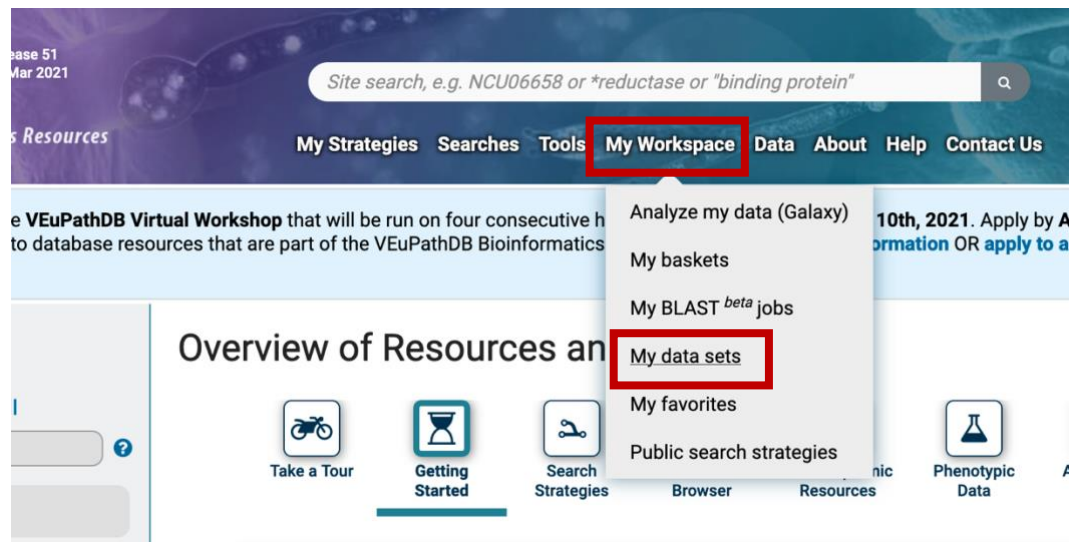 ease 51
Mar 2021
Site search, e.g. NCU06658 or *reductase or "binding protein"
s Resources
My Strategies Searches Tools My Workspace Data About Help Contact Us
e VEuPathDB Virtual Workshop that will be run on four consecutive h 10th, 2021. Apply by A
to database resources that are part of the VEuPathDB Bioinformatics ormation OR apply to a
Analyze my data (Galaxy)
My baskets
My BLAST beta jobs
My data sets
My favorites
Public search strategies
Overview of Resources an
Take a Tour
Getting
Started
Search
Strategies
Browser
nic
Resources
Phenotypic
Data
A